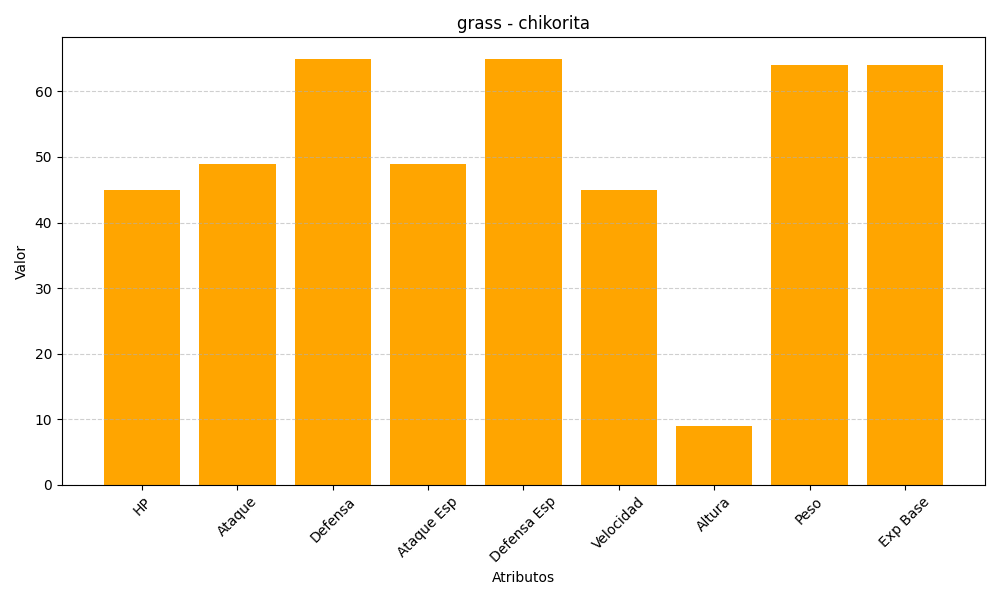 grass - chikorita
Valor
60
50
40
30
20
10
0
HP
Ataque
Defensa
Ataque Esp
Defensa Esp
Velocidad
Altura
Peso
Exp Base
Atributos